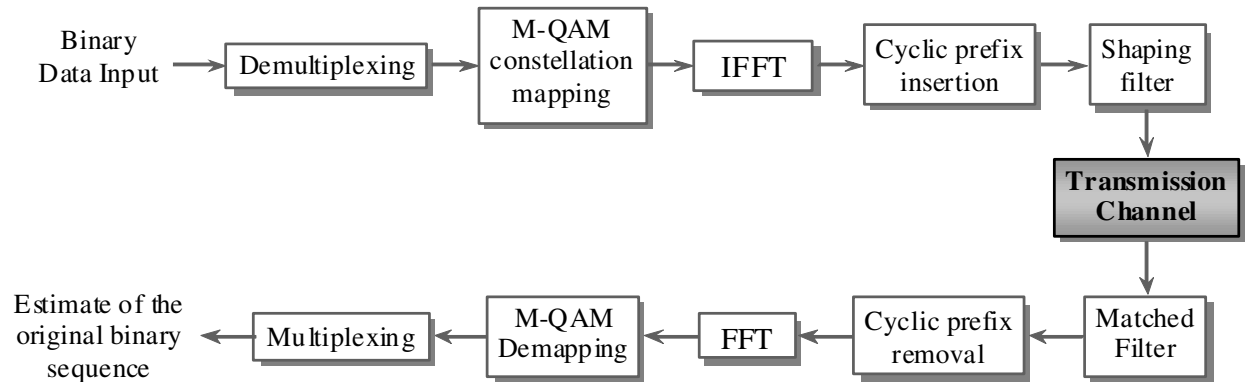 Binary
Data Input
Demultiplexing
M-QAM
constellation
mapping
IFFT
Cyclic prefix
insertion
Shaping
filter
Transmission
Channel
Estimate of the
original binary
sequence
Multiplexing
M-QAM
Demapping
FFT
Cyclic prefix
removal
Matched
Filter